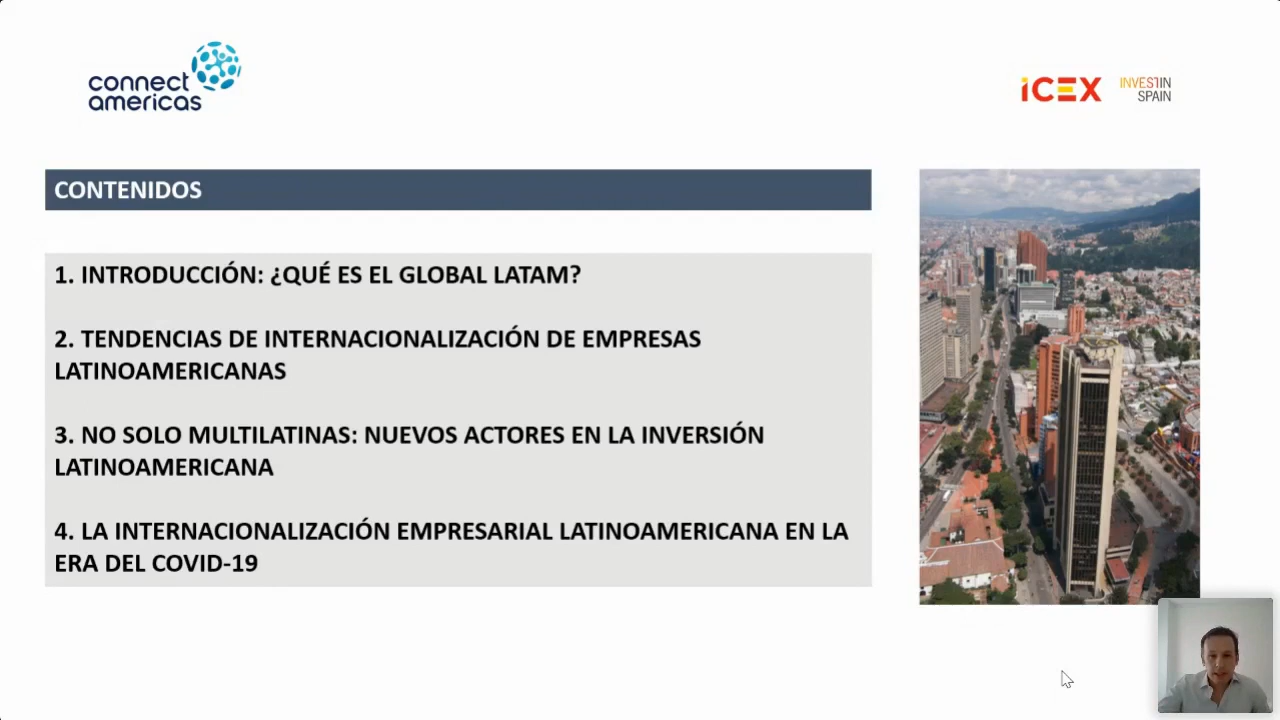 connect
americas
ICEX
INVESTIN
SPAIN
CONTENIDOS
1. INTRODUCCIÓN: ¿QUÉ ES EL GLOBAL LATAM?
2. TENDENCIAS DE INTERNACIONALIZACIÓN DE EMPRESAS
LATINOAMERICANAS
3. NO SOLO MULTILATINAS: NUEVOS ACTORES EN LA INVERSIÓN
LATINOAMERICANA
4. LA INTERNACIONALIZACIÓN EMPRESARIAL LATINOAMERICANA EN LA
ERA DEL COVID-19